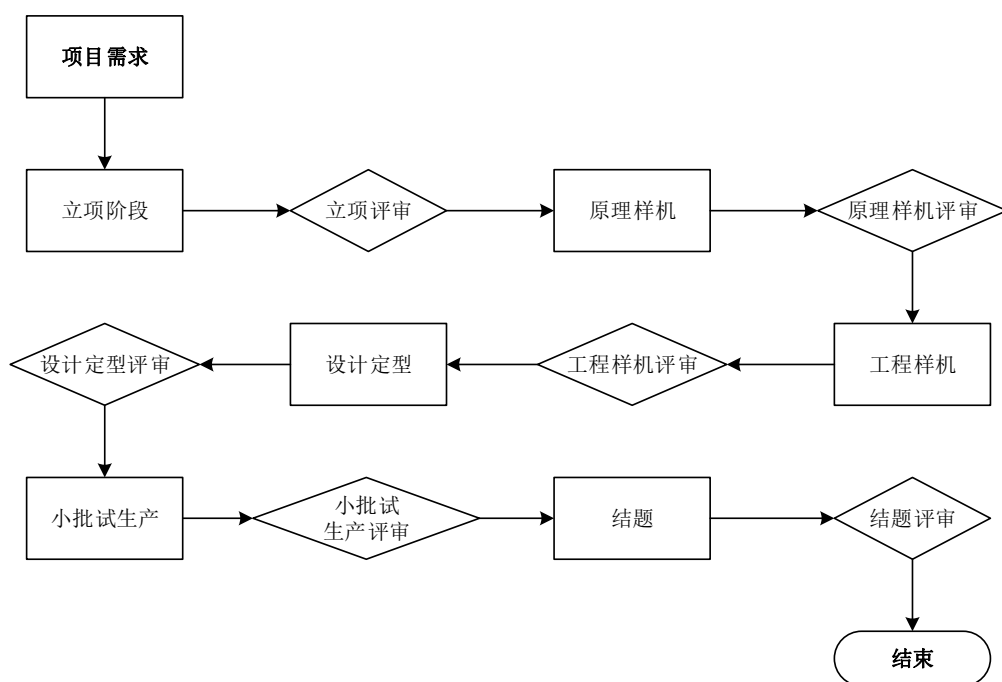 项目需求
立项阶段
立项评审
原理样机
原理样机评审
工程样机
工程样机评审
设计定型
设计定型评审
小批试生产
小批试
生产评审
结题
结题评审
结束